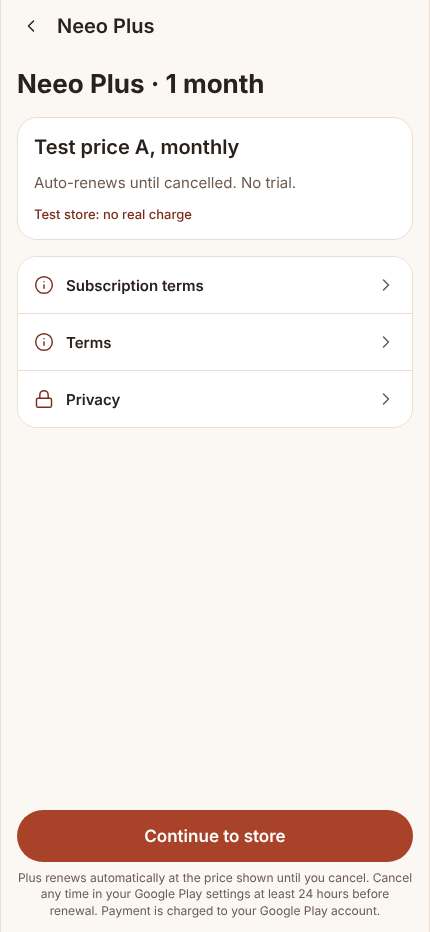 Neeo Plus
Neeo Plus · 1 month
Test price A, monthly
Auto-renews until cancelled. No trial.
Test store: no real charge
Subscription terms
Terms
Privacy
Continue to store
Plus renews automatically at the price shown until you cancel. Cancel
any time in your Google Play settings at least 24 hours before
renewal. Payment is charged to your Google Play account.